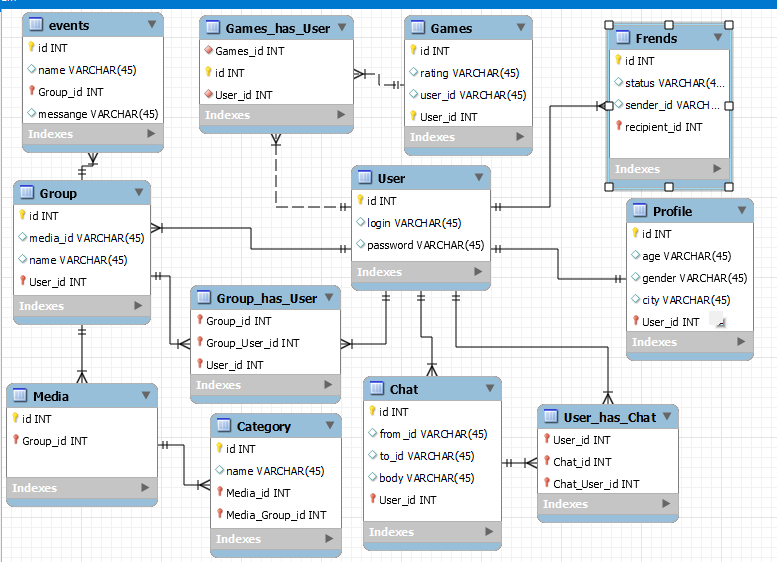 events
id INT
name VARCHAR(45)
Group_id INT
messange VARCHAR(45)
Indexes
Games_has_User
Games_id INT
id INT
User_id INT
Indexes
Games
id INT
rating VARCHAR(45)
user_id VARCHAR(45)
User_id INT
Indexes
Frends
id INT
status VARCHAR(4...
sender_id VARC...
recipient_id INT
Indexes
Group
id INT
media_id VARCHAR(45)
name VARCHAR(45)
User_id INT
Indexes
User
id INT
login VARCHAR(45)
password VARCHAR(45)
Indexes
Profile
id INT
age VARCHAR(45)
gender VARCHAR(45)
city VARCHAR(45)
User_id INT
Indexes
Group_has_User
Group_id INT
Group_User_id INT
User_id INT
Indexes
Media
id INT
Group_id INT
Indexes
Category
id INT
name VARCHAR(45)
Media_id INT
Media_Group_id INT
Indexes
Chat
id INT
from_id VARCHAR(45)
to_id VARCHAR(45)
body VARCHAR(45)
User_id INT
Indexes
User_has_Chat
User_id INT
Chat_id INT
Chat_User_id INT
Indexes